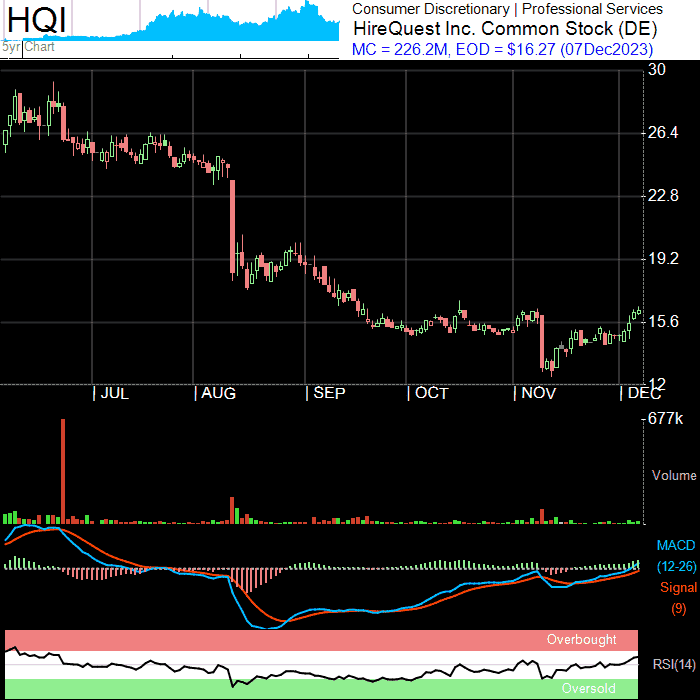 HQI
5yr Chart
Consumer Discretionary | Professional Services
HireQuest Inc. Common Stock (DE)
MC = 226.2M, EOD = $16.27 (07Dec2023)
30
26.4
22.8
19.2
15.6
12
JUL
AUG
SEP
OCT
NOV
DEC
677k
Volume
MACD
(12-26)
Signal
(9)
Overbought
RSI(14)
Oversold